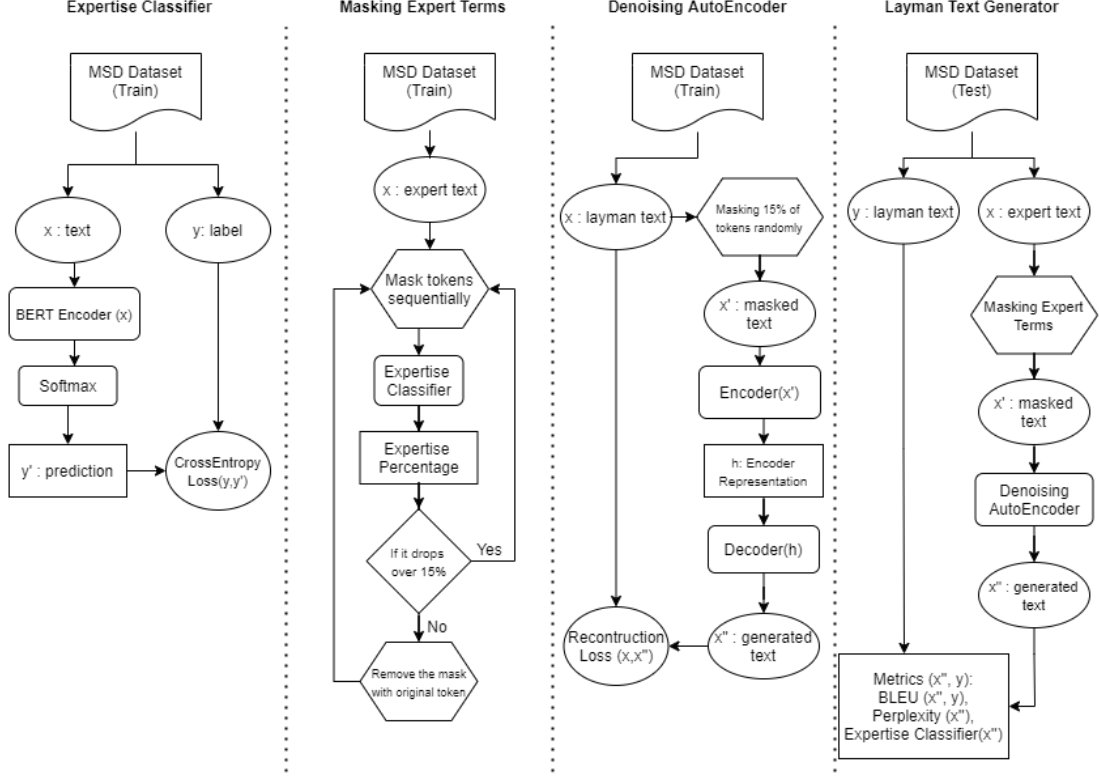 Expertise Classifier
MSD Dataset
(Train)
x : text
y: label
BERT Encoder (x)
Softmax
y' : prediction
CrossEntropy
Loss(y,y')
Masking Expert Terms
MSD Dataset
(Train)
x : expert text
Mask tokens
sequentially
Expertise
Classifier
Expertise
Percentage
If it drops
over 15%
Yes
No
Remove the mask
with original token
Denoising AutoEncoder
MSD Dataset
(Train)
x : layman text
Masking 15% of
tokens randomly
x' : masked
text
Encoder(x')
h: Encoder
Representation
Decoder(h)
x" : generated
text
Recontruction
Loss (x,x")
Layman Text Generator
MSD Dataset
(Test)
y : layman text
x : expert text
Masking Expert
Terms
x' : masked
text
Denoising
AutoEncoder
x" : generated
text
Metrics (x", y):
BLEU (x", y),
Perplexity (x"),
Expertise Classifier(x")